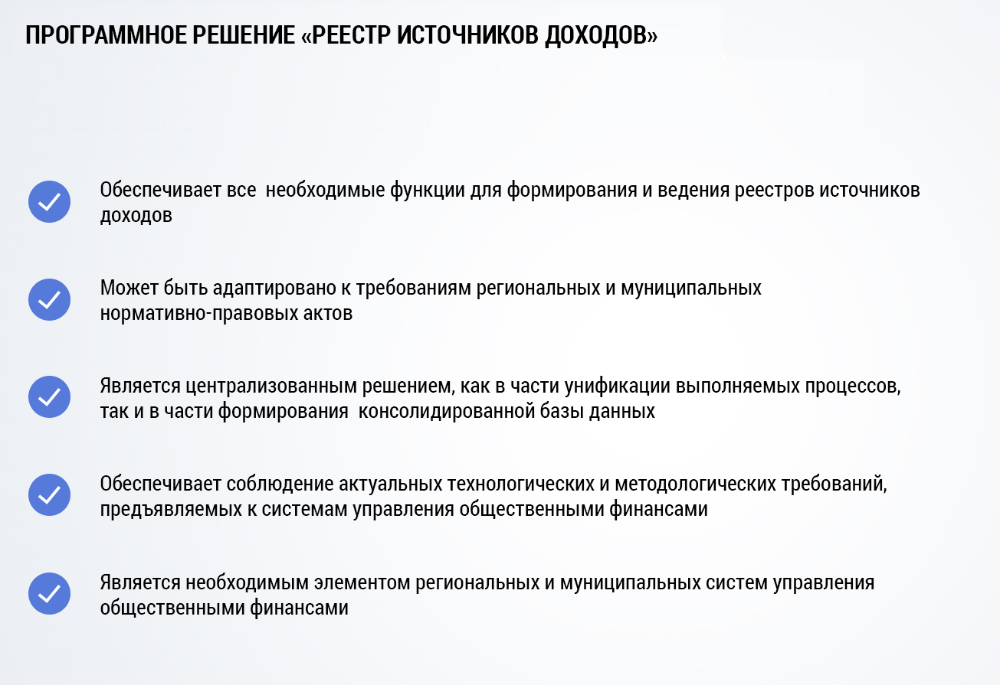 ПРОГРАММНОЕ РЕШЕНИЕ «РЕЕСТР ИСТОЧНИКОВ ДОХОДОВ»
Обеспечивает все  необходимые функции для формирования и ведения реестров источников
доходов
Может быть адаптировано к требованиям региональных и муниципальных
нормативно-правовых актов
Является централизованным решением, как в части унификации выполняемых процессов,
так и в части формирования  консолидированной базы данных
Обеспечивает соблюдение актуальных технологических и методологических требований,
предъявляемых к системам управления общественными финансами
Является необходимым элементом региональных и муниципальных систем управления
общественными финансами